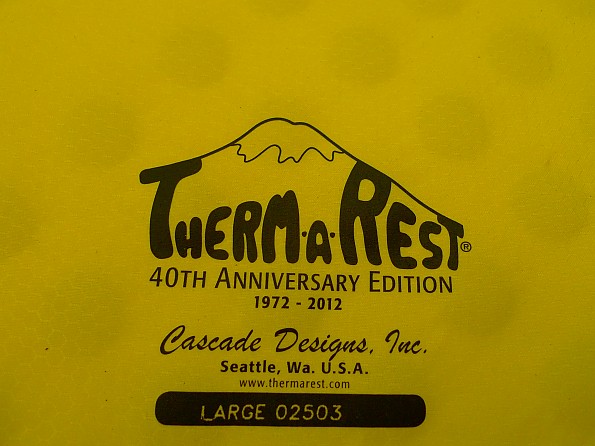 THERM·A·REST®
40TH ANNIVERSARY EDITION
1972 - 2012
Cascade Designs, Inc.
Seattle, Wa. U.S.A.
www.thermarest.com
LARGE 02503